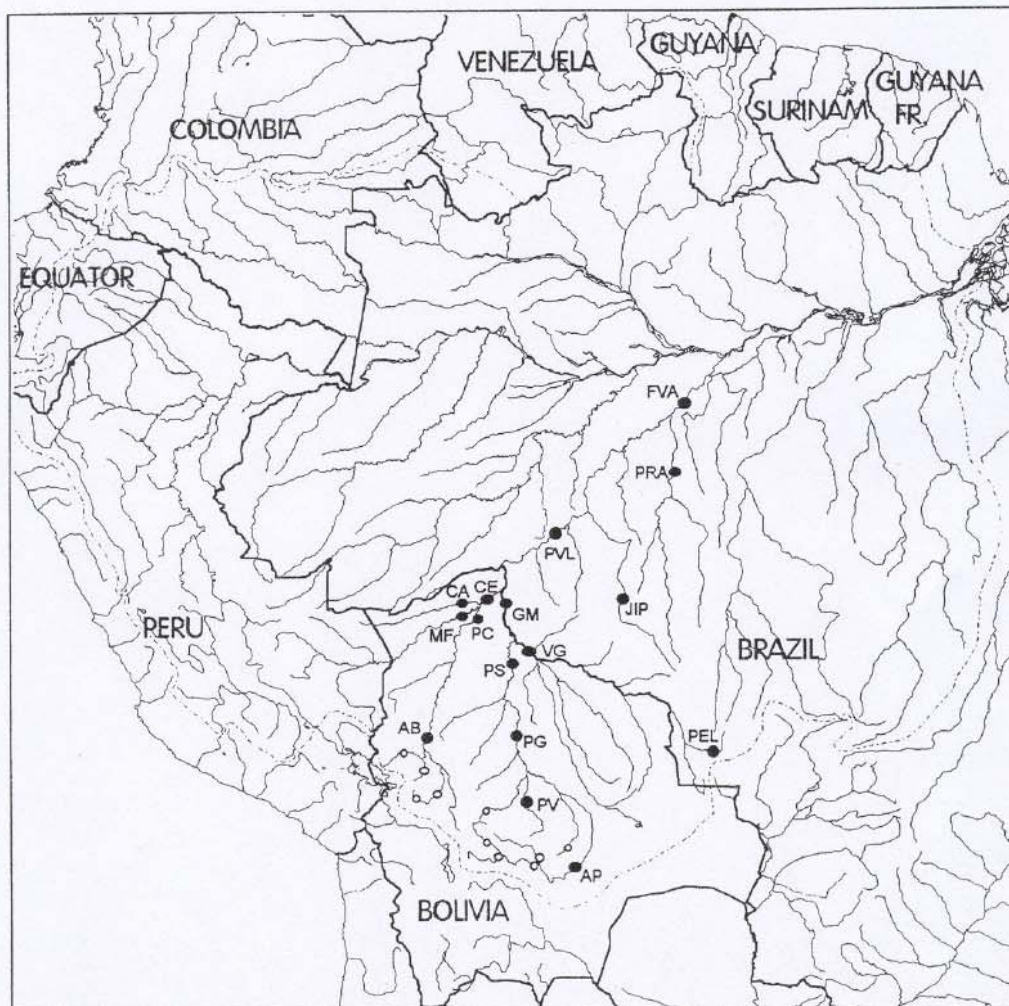 GUYANA
VENEZUELA
GUYANA
FR.
SURINAM
COLOMBIA
EQUATOR
FVA
PRA
PVL
CE
CA
GM
JIP
MF
PC
PERU
VG
BRAZIL
PS
AB
PG
PEL
PV
AP
BOLIVIA